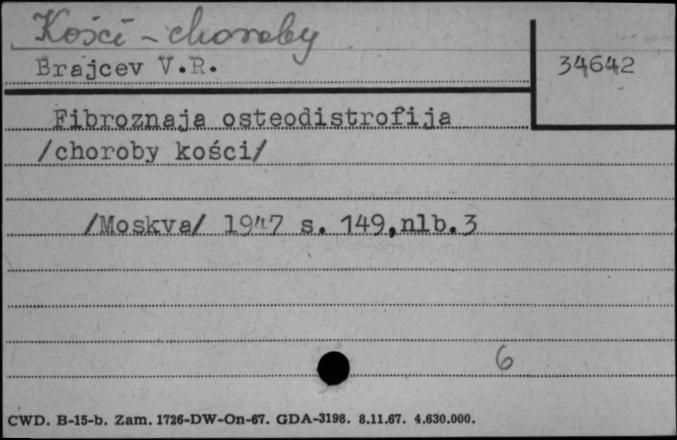 Kości - choroby
Brajcev V.R.
34642
Fibroznaja osteodistrofija
/choroby kości/
/Moskva/ 1947 s. 149,nlb.3
6
CWD. B-15-b. Zam. 1726-DW-On-67. GDA-3198. 8.11.67. 4.630.000.